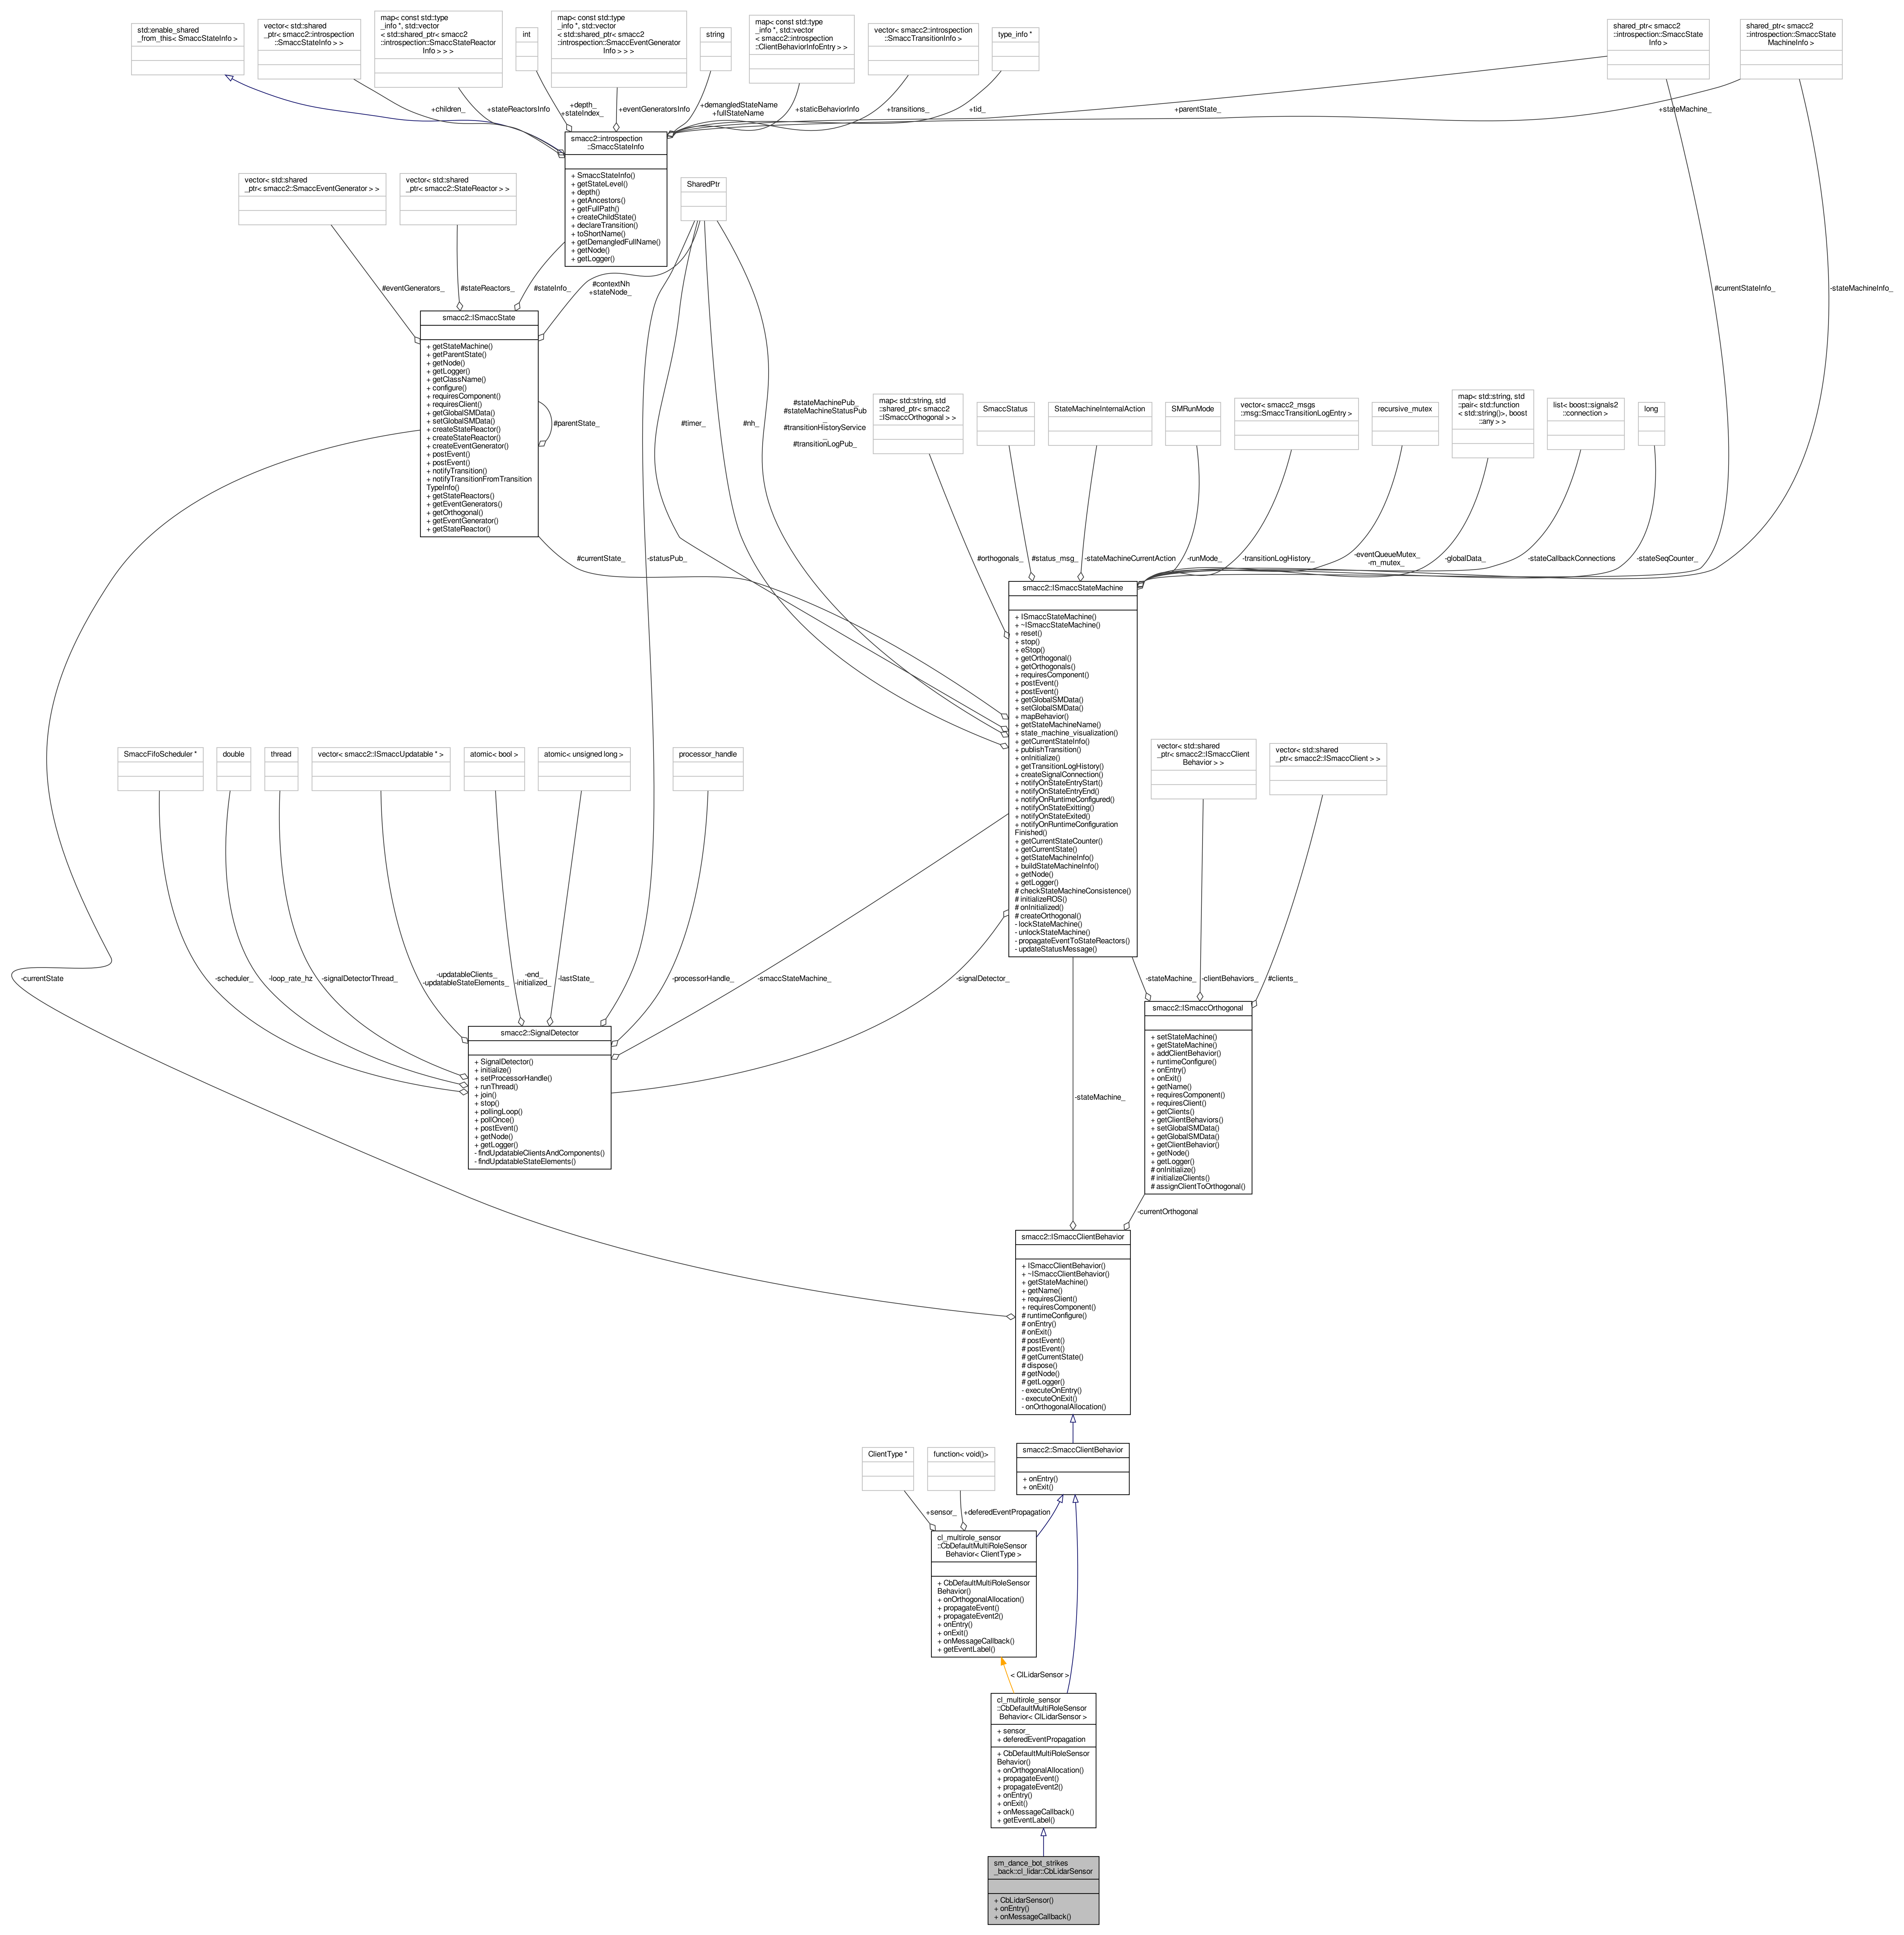 std::enable_shared
_from_this< SmaccStateInfo >
vector< std::shared
_ptr< smacc2::introspection
::SmaccStateInfo > >
map< const std::type
_info *, std::vector
< std::shared_ptr< smacc2
::introspection::SmaccStateReactor
Info > > >
int
map< const std::type
_info *, std::vector
< std::shared_ptr< smacc2
::introspection::SmaccEventGenerator
Info > > >
string
map< const std::type
_info *, std::vector
< smacc2::introspection
::ClientBehaviorInfoEntry > >
vector< smacc2::introspection
::SmaccTransitionInfo >
type_info *
shared_ptr< smacc2
::introspection::SmaccState
Info >
shared_ptr< smacc2
::introspection::SmaccState
MachineInfo >
+children_
+stateReactorsInfo
+depth_
+stateIndex_
+eventGeneratorsInfo
+demangledStateName
+fullStateName
+staticBehaviorInfo
+transitions_
+tid_
+parentState_
+stateMachine_
smacc2::introspection
::SmaccStateInfo
+ SmaccStateInfo()
+ getStateLevel()
+ depth()
+ getAncestors()
+ getFullPath()
+ createChildState()
+ declareTransition()
+ toShortName()
+ getDemangledFullName()
+ getNode()
+ getLogger()
vector< std::shared
_ptr< smacc2::SmaccEventGenerator > >
vector< std::shared
_ptr< smacc2::StateReactor > >
SharedPtr
#eventGenerators_
#stateReactors_
#stateInfo_
#contextNh
+stateNode_
#currentStateInfo_
-stateMachineInfo_
smacc2::ISmaccState
+ getStateMachine()
+ getParentState()
+ getNode()
+ getLogger()
+ getClassName()
+ configure()
+ requiresComponent()
+ requiresClient()
+ getGlobalSMData()
+ setGlobalSMData()
+ createStateReactor()
+ createStateReactor()
+ createEventGenerator()
+ postEvent()
+ postEvent()
+ notifyTransition()
+ notifyTransitionFromTransition
TypeInfo()
+ getStateReactors()
+ getEventGenerators()
+ getOrthogonal()
+ getEventGenerator()
+ getStateReactor()
#parentState_
#timer_
#nh_
#stateMachinePub_
#stateMachineStatusPub
_
#transitionHistoryService
_
#transitionLogPub_
map< std::string, std
::shared_ptr< smacc2
::ISmaccOrthogonal > >
SmaccStatus
StateMachineInternalAction
SMRunMode
vector< smacc2_msgs
::msg::SmaccTransitionLogEntry >
recursive_mutex
map< std::string, std
::pair< std::function
< std::string()>, boost
::any > >
list< boost::signals2
::connection >
long
#currentState_
-statusPub_
#orthogonals_
#status_msg_
-stateMachineCurrentAction
-runMode_
-transitionLogHistory_
-eventQueueMutex_
-m_mutex_
-globalData_
-stateCallbackConnections
-stateSeqCounter_
smacc2::ISmaccStateMachine
+ ISmaccStateMachine()
+ ~ISmaccStateMachine()
+ reset()
+ stop()
+ eStop()
+ getOrthogonal()
+ getOrthogonals()
+ requiresComponent()
+ postEvent()
+ postEvent()
+ getGlobalSMData()
+ setGlobalSMData()
+ mapBehavior()
+ getStateMachineName()
+ state_machine_visualization()
+ getCurrentStateInfo()
+ publishTransition()
+ onInitialize()
+ getTransitionLogHistory()
+ createSignalConnection()
+ notifyOnStateEntryStart()
+ notifyOnStateEntryEnd()
+ notifyOnRuntimeConfigured()
+ notifyOnStateExitting()
+ notifyOnStateExited()
+ notifyOnRuntimeConfiguration
Finished()
+ getCurrentStateCounter()
+ getCurrentState()
+ getStateMachineInfo()
+ buildStateMachineInfo()
+ getNode()
+ getLogger()
# checkStateMachineConsistence()
# initializeROS()
# onInitialized()
# createOrthogonal()
- lockStateMachine()
- unlockStateMachine()
- propagateEventToStateReactors()
- updateStatusMessage()
SmaccFifoScheduler *
double
thread
vector< smacc2::ISmaccUpdatable * >
atomic< bool >
atomic< unsigned long >
processor_handle
vector< std::shared
_ptr< smacc2::ISmaccClient
Behavior > >
vector< std::shared
_ptr< smacc2::ISmaccClient > >
-currentState
-scheduler_
-loop_rate_hz
-signalDetectorThread_
-updatableClients_
-updatableStateElements_
-end_
-initialized_
-lastState_
-processorHandle_
-smaccStateMachine_
-signalDetector_
-stateMachine_
-clientBehaviors_
#clients_
smacc2::SignalDetector
+ SignalDetector()
+ initialize()
+ setProcessorHandle()
+ runThread()
+ join()
+ stop()
+ pollingLoop()
+ pollOnce()
+ postEvent()
+ getNode()
+ getLogger()
- findUpdatableClientsAndComponents()
- findUpdatableStateElements()
smacc2::ISmaccOrthogonal
+ setStateMachine()
+ getStateMachine()
+ addClientBehavior()
+ runtimeConfigure()
+ onEntry()
+ onExit()
+ getName()
+ requiresComponent()
+ requiresClient()
+ getClients()
+ getClientBehaviors()
+ setGlobalSMData()
+ getGlobalSMData()
+ getClientBehavior()
+ getNode()
+ getLogger()
# onInitialize()
# initializeClients()
# assignClientToOrthogonal()
-stateMachine_
-currentOrthogonal
smacc2::ISmaccClientBehavior
+ ISmaccClientBehavior()
+ ~ISmaccClientBehavior()
+ getStateMachine()
+ getName()
+ requiresClient()
+ requiresComponent()
# runtimeConfigure()
# onEntry()
# onExit()
# postEvent()
# postEvent()
# getCurrentState()
# dispose()
# getNode()
# getLogger()
- executeOnEntry()
- executeOnExit()
- onOrthogonalAllocation()
ClientType *
function< void()>
smacc2::SmaccClientBehavior
+ onEntry()
+ onExit()
+sensor_
+deferedEventPropagation
cl_multirole_sensor
::CbDefaultMultiRoleSensor
Behavior< ClientType >
+ CbDefaultMultiRoleSensor
Behavior()
+ onOrthogonalAllocation()
+ propagateEvent()
+ propagateEvent2()
+ onEntry()
+ onExit()
+ onMessageCallback()
+ getEventLabel()
< ClLidarSensor >
cl_multirole_sensor
::CbDefaultMultiRoleSensor
Behavior< ClLidarSensor >
+ sensor_
+ deferedEventPropagation
+ CbDefaultMultiRoleSensor
Behavior()
+ onOrthogonalAllocation()
+ propagateEvent()
+ propagateEvent2()
+ onEntry()
+ onExit()
+ onMessageCallback()
+ getEventLabel()
sm_dance_bot_strikes
_back::cl_lidar::CbLidarSensor
+ CbLidarSensor()
+ onEntry()
+ onMessageCallback()